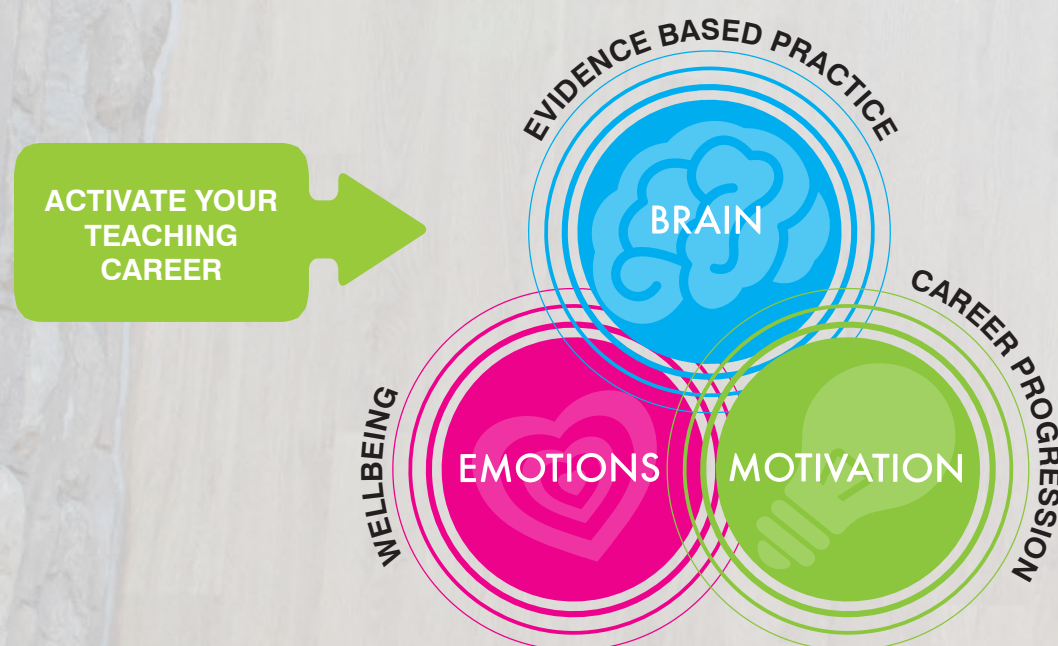 EVIDENCE BASED PRACTICE
ACTIVATE YOUR
TEACHING
CAREER
BRAIN
CAREER PROGRESSION
WELLBEING
EMOTIONS
MOTIVATION